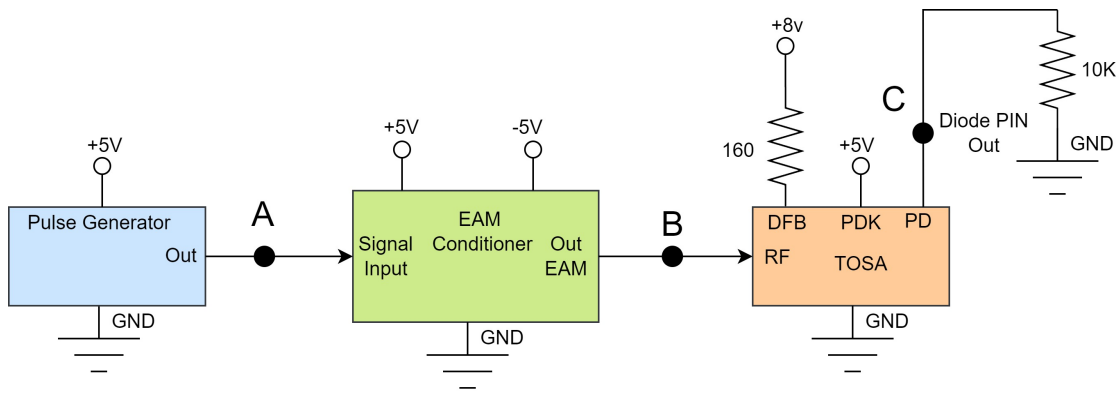 +5V
Pulse Generator
Out
GND
A
+5V
-5V
EAM
Conditioner
Signal
Input
Out
EAM
GND
B
+8v
160
+5V
DFB
PDK
PD
RF
TOSA
GND
C
Diode PIN
Out
10K
GND